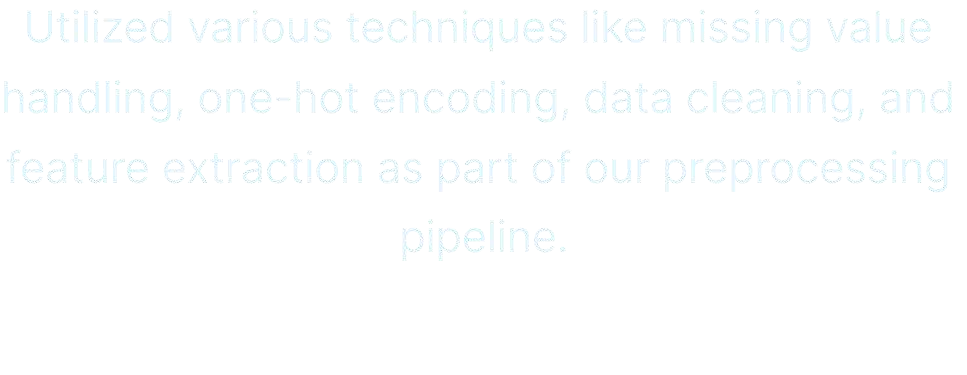 Utilized various techniques like missing value
handling, one-hot encoding, data cleaning, and
feature extraction as part of our preprocessing
pipeline.